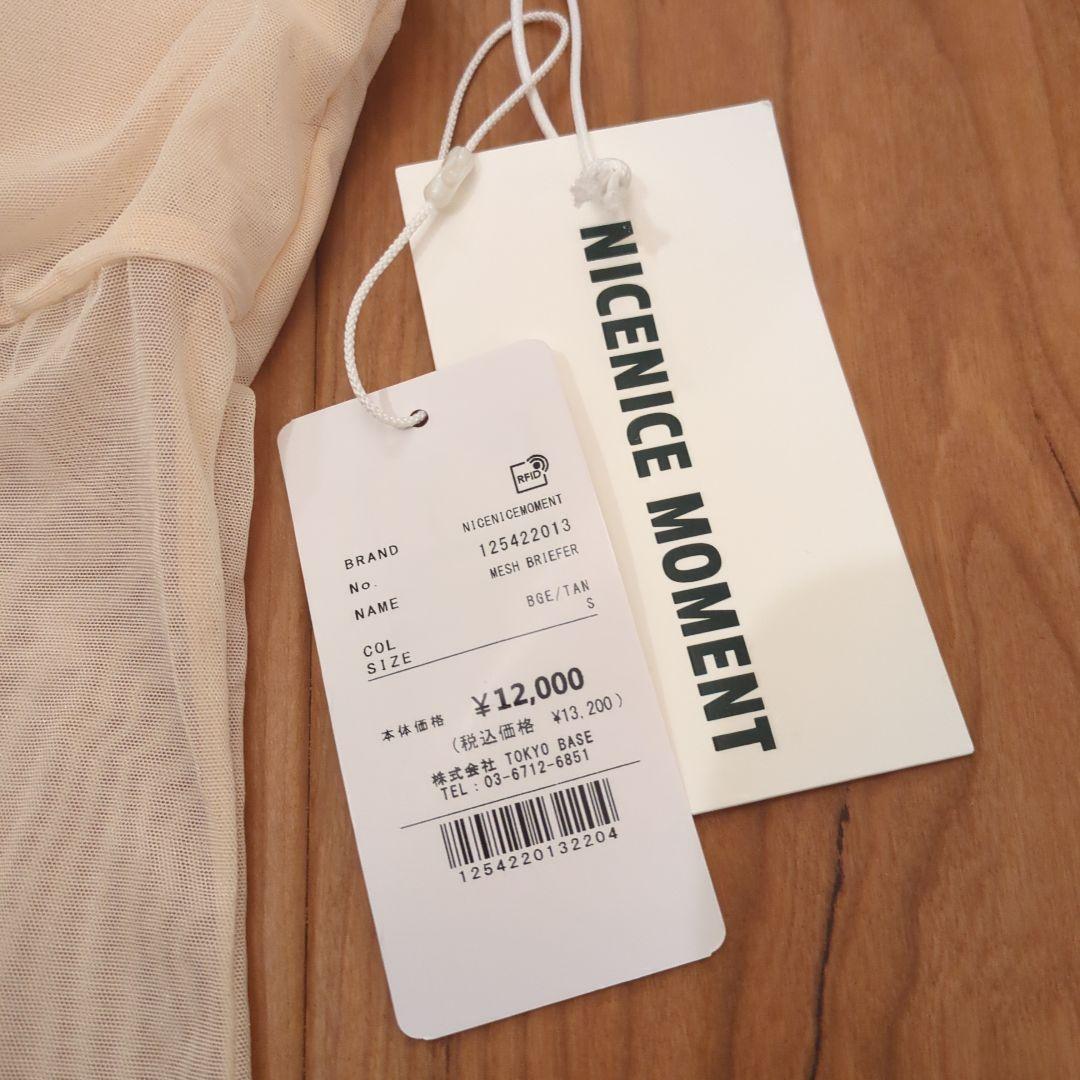 NICENICE MOMENT
RFID
BRAND NICENICEMOMENT
No. 125422013
NAME MESH BRIEFER
COL BGE/TAN
SIZE S
本体価格 ¥12,000
(税込価格 ¥13,200)
株式会社 TOKYO BASE
TEL:03-6712-6851
1254220132204